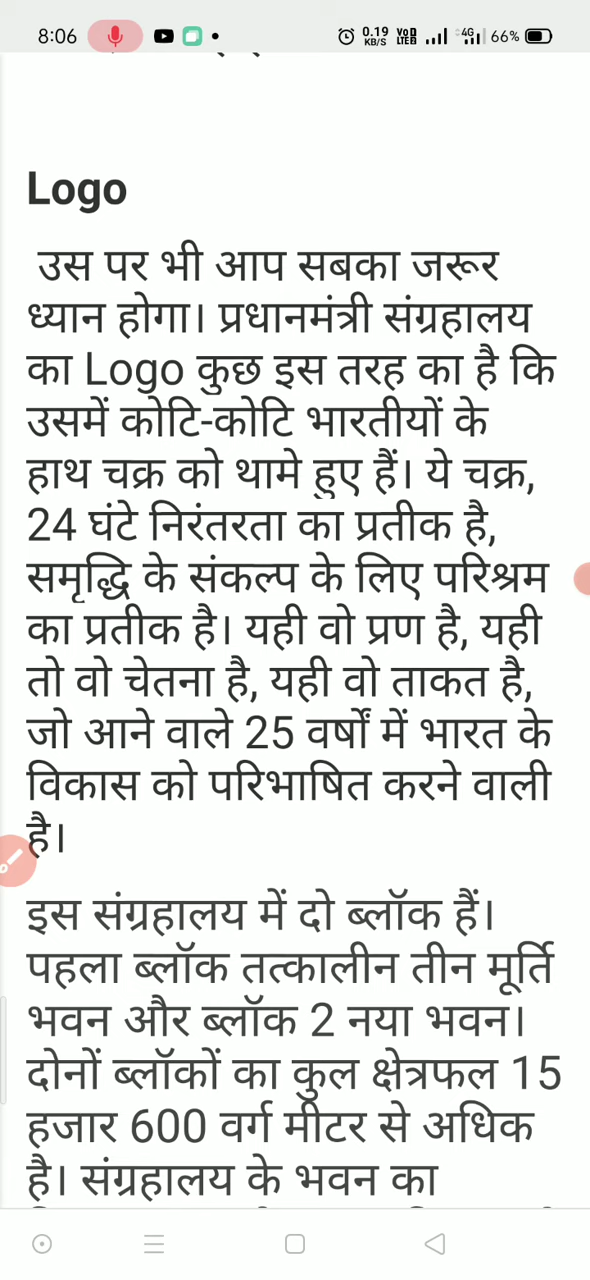 8:06 0.19 KB/S VoD LTE2 4G 66%
Logo
उस पर भी आप सबका जरूर
ध्यान होगा। प्रधानमंत्री संग्रहालय
का Logo कुछ इस तरह का है कि
उसमें कोटि-कोटि भारतीयों के
हाथ चक्र को थामे हुए हैं। ये चक्र,
24 घंटे निरंतरता का प्रतीक है,
समृद्धि के संकल्प के लिए परिश्रम
का प्रतीक है। यही वो प्रण है, यही
तो वो चेतना है, यही वो ताकत है,
जो आने वाले 25 वर्षों में भारत के
विकास को परिभाषित करने वाली
है।
इस संग्रहालय में दो ब्लॉक हैं।
पहला ब्लॉक तत्कालीन तीन मूर्ति
भवन और ब्लॉक 2 नया भवन।
दोनों ब्लॉकों का कुल क्षेत्रफल 15
हजार 600 वर्ग मीटर से अधिक
है। संग्रहालय के भवन का